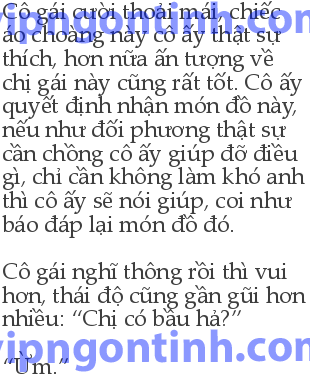 Cô gái cười thoải mái, chiếc
áo choàng này cô ấy thật sự
thích, hơn nữa ấn tượng về
chị gái này cũng rất tốt. Cô ấy
quyết định nhận món đồ này,
nếu như đối phương thật sự
cần chồng cô ấy giúp đỡ điều
gì, chỉ cần không làm khó anh
thì cô ấy sẽ nói giúp, coi như
báo đáp lại món đồ đó.
Cô gái nghĩ thông rồi thì vui
hơn, thái độ cũng gần gũi hơn
nhiều: “Chị có bầu hả?”
vipngontinh.com
“Ừm.”